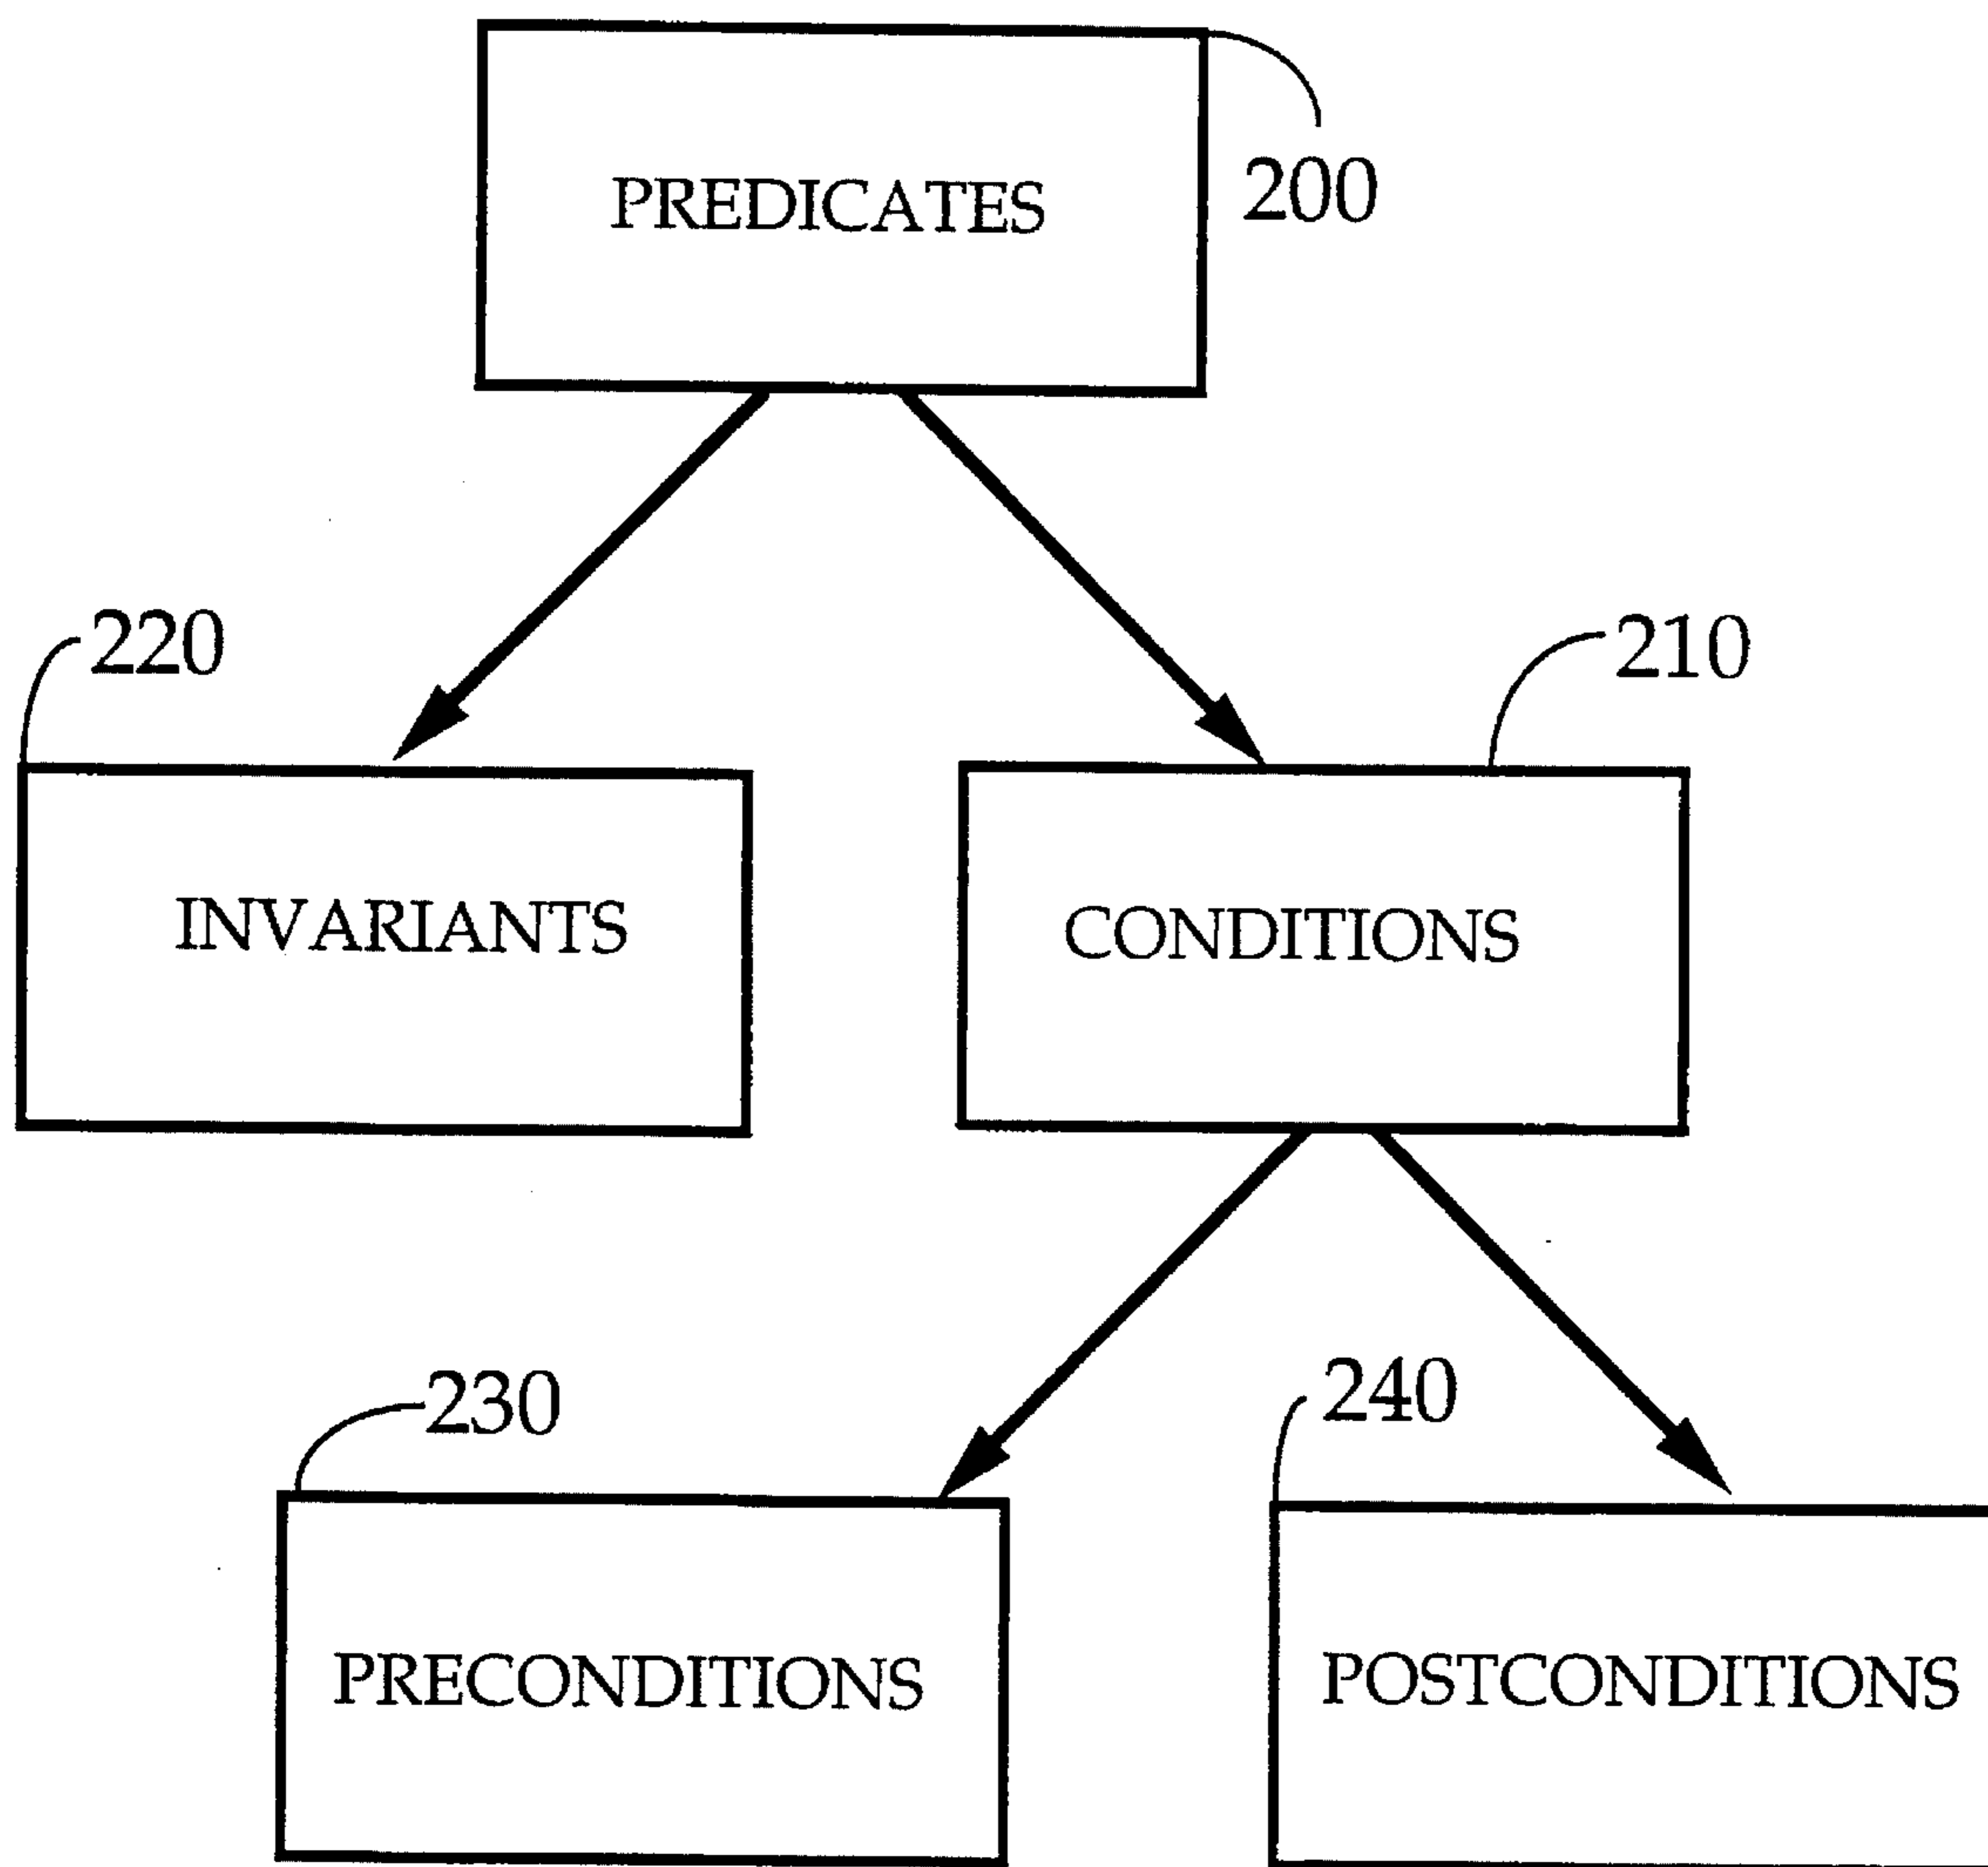 PREDICATES
200
220
210
INVARIANTS
CONDITIONS
230
240
PRECONDITIONS
POSTCONDITIONS